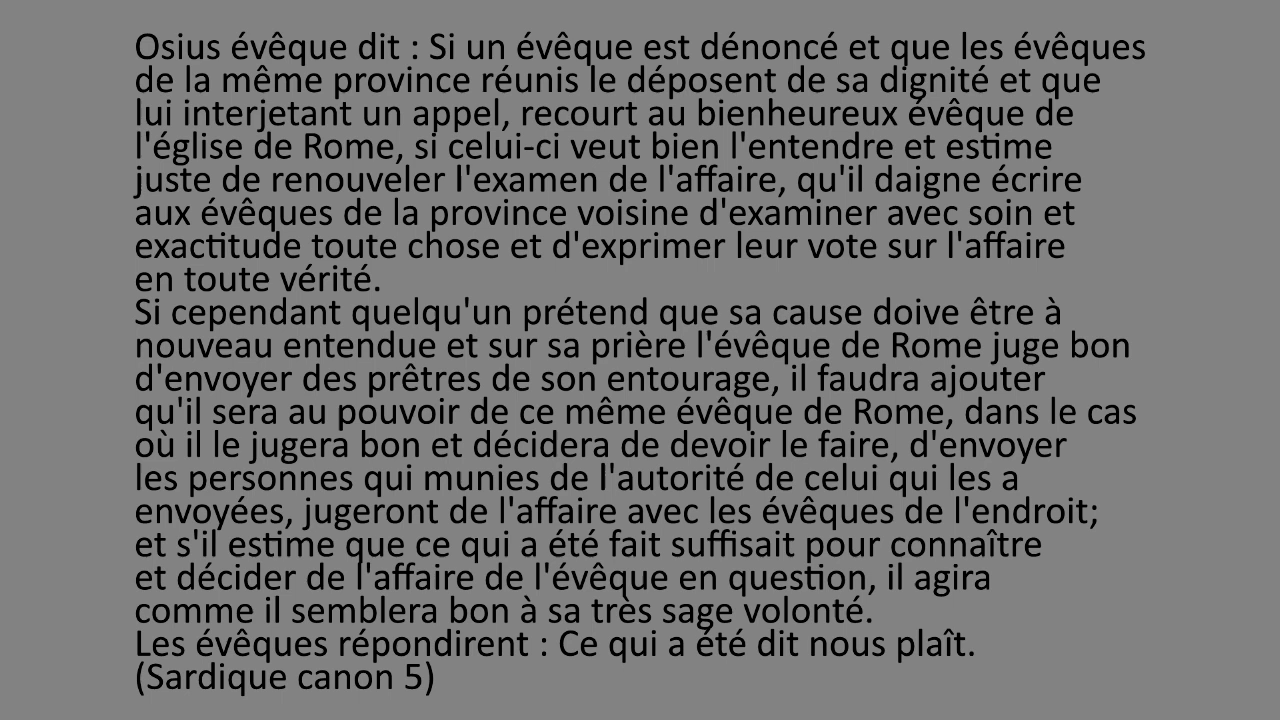 Osius évêque dit : Si un évêque est dénoncé et que les évêques
de la même province réunis le déposent de sa dignité et que
lui interjetant un appel, recourt au bienheureux évêque de
l'église de Rome, si celui-ci veut bien l'entendre et estime
juste de renouveler l'examen de l'affaire, qu'il daigne écrire
aux évêques de la province voisine d'examiner avec soin et
exactitude toute chose et d'exprimer leur vote sur l'affaire
en toute vérité.
Si cependant quelqu'un prétend que sa cause doive être à
nouveau entendue et sur sa prière l'évêque de Rome juge bon
d'envoyer des prêtres de son entourage, il faudra ajouter
qu'il sera au pouvoir de ce même évêque de Rome, dans le cas
où il le jugera bon et décidera de devoir le faire, d'envoyer
les personnes qui munies de l'autorité de celui qui les a
envoyées, jugeront de l'affaire avec les évêques de l'endroit;
et s'il estime que ce qui a été fait suffisait pour connaître
et décider de l'affaire de l'évêque en question, il agira
comme il semblera bon à sa très sage volonté.
Les évêques répondirent : Ce qui a été dit nous plaît.
(Sardique canon 5)